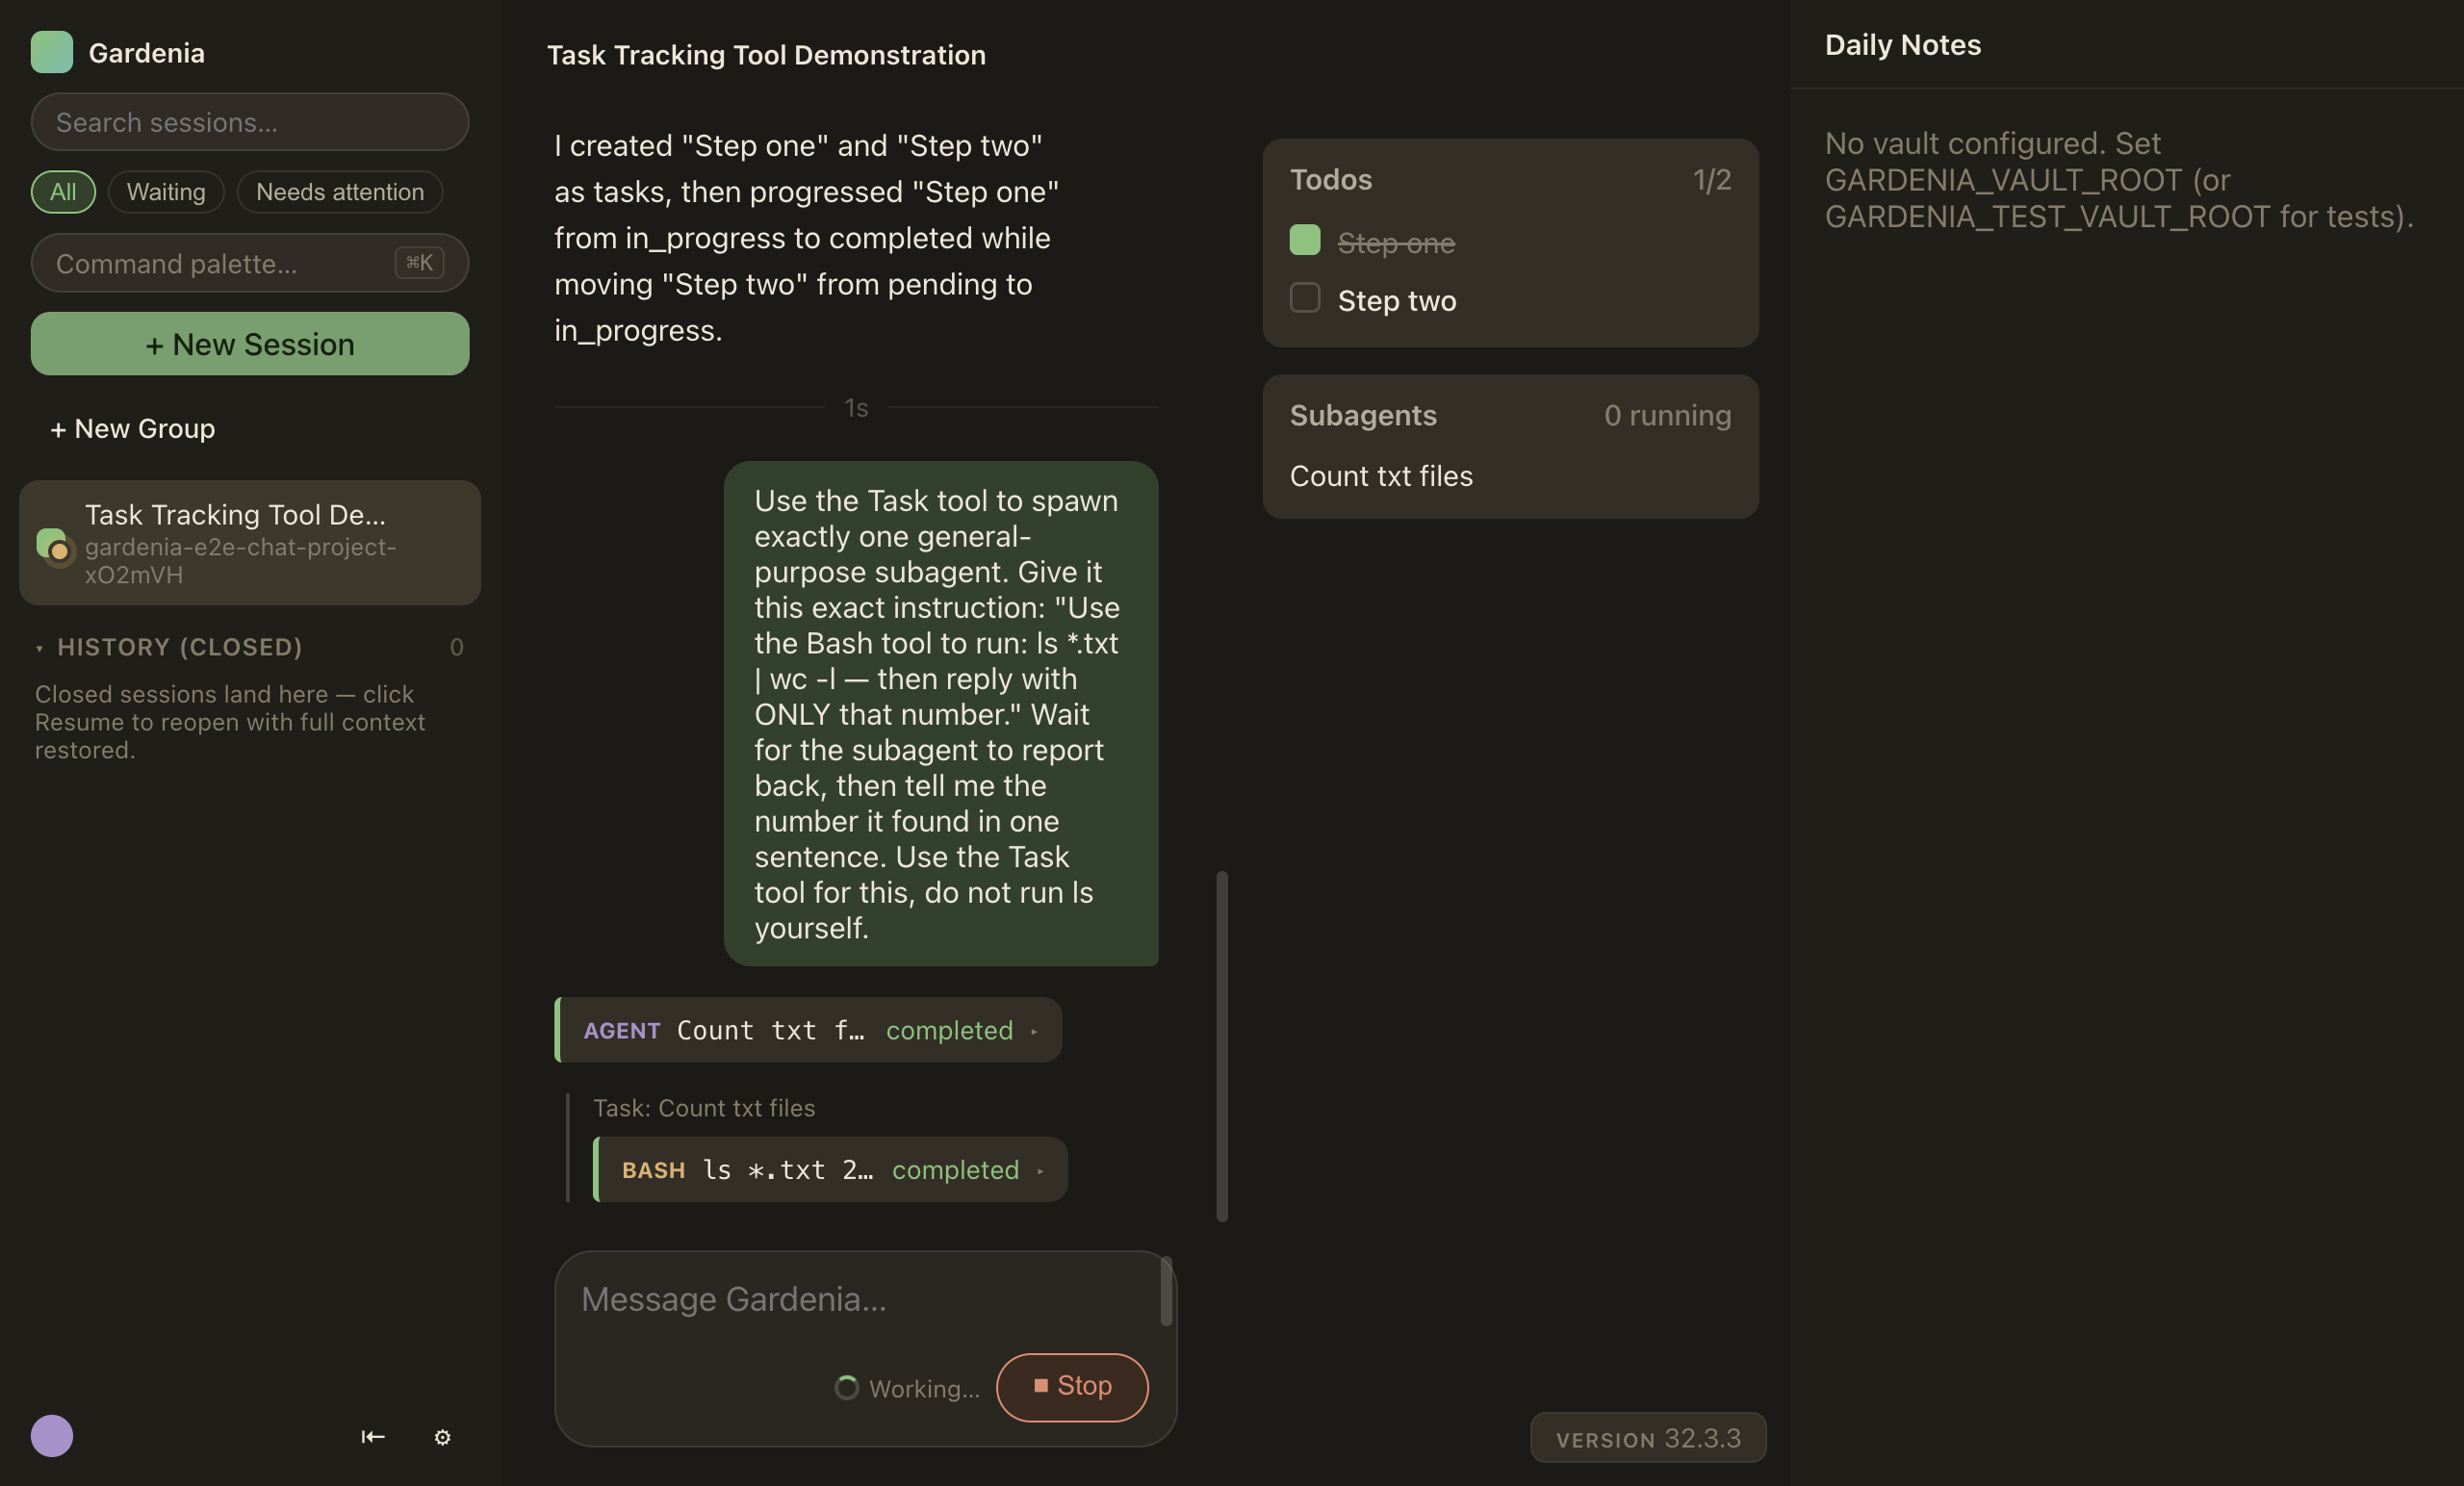 Gardenia
Search sessions...
All Waiting Needs attention
Command palette... ⌘K
+ New Session
+ New Group
Task Tracking Tool De...
gardenia-e2e-chat-project-
xO2mVH
HISTORY (CLOSED) 0
Closed sessions land here — click
Resume to reopen with full context
restored.
Task Tracking Tool Demonstration
I created "Step one" and "Step two"
as tasks, then progressed "Step one"
from in_progress to completed while
moving "Step two" from pending to
in_progress.
1s
Use the Task tool to spawn
exactly one general-
purpose subagent. Give it
this exact instruction: "Use
the Bash tool to run: ls *.txt
| wc -l — then reply with
ONLY that number." Wait
for the subagent to report
back, then tell me the
number it found in one
sentence. Use the Task
tool for this, do not run ls
yourself.
AGENT Count txt f… completed
Task: Count txt files
BASH ls *.txt 2… completed
Message Gardenia...
Working... Stop
Todos 1/2
Step one
Step two
Subagents 0 running
Count txt files
VERSION 32.3.3
Daily Notes
No vault configured. Set
GARDENIA_VAULT_ROOT (or
GARDENIA_TEST_VAULT_ROOT for tests).